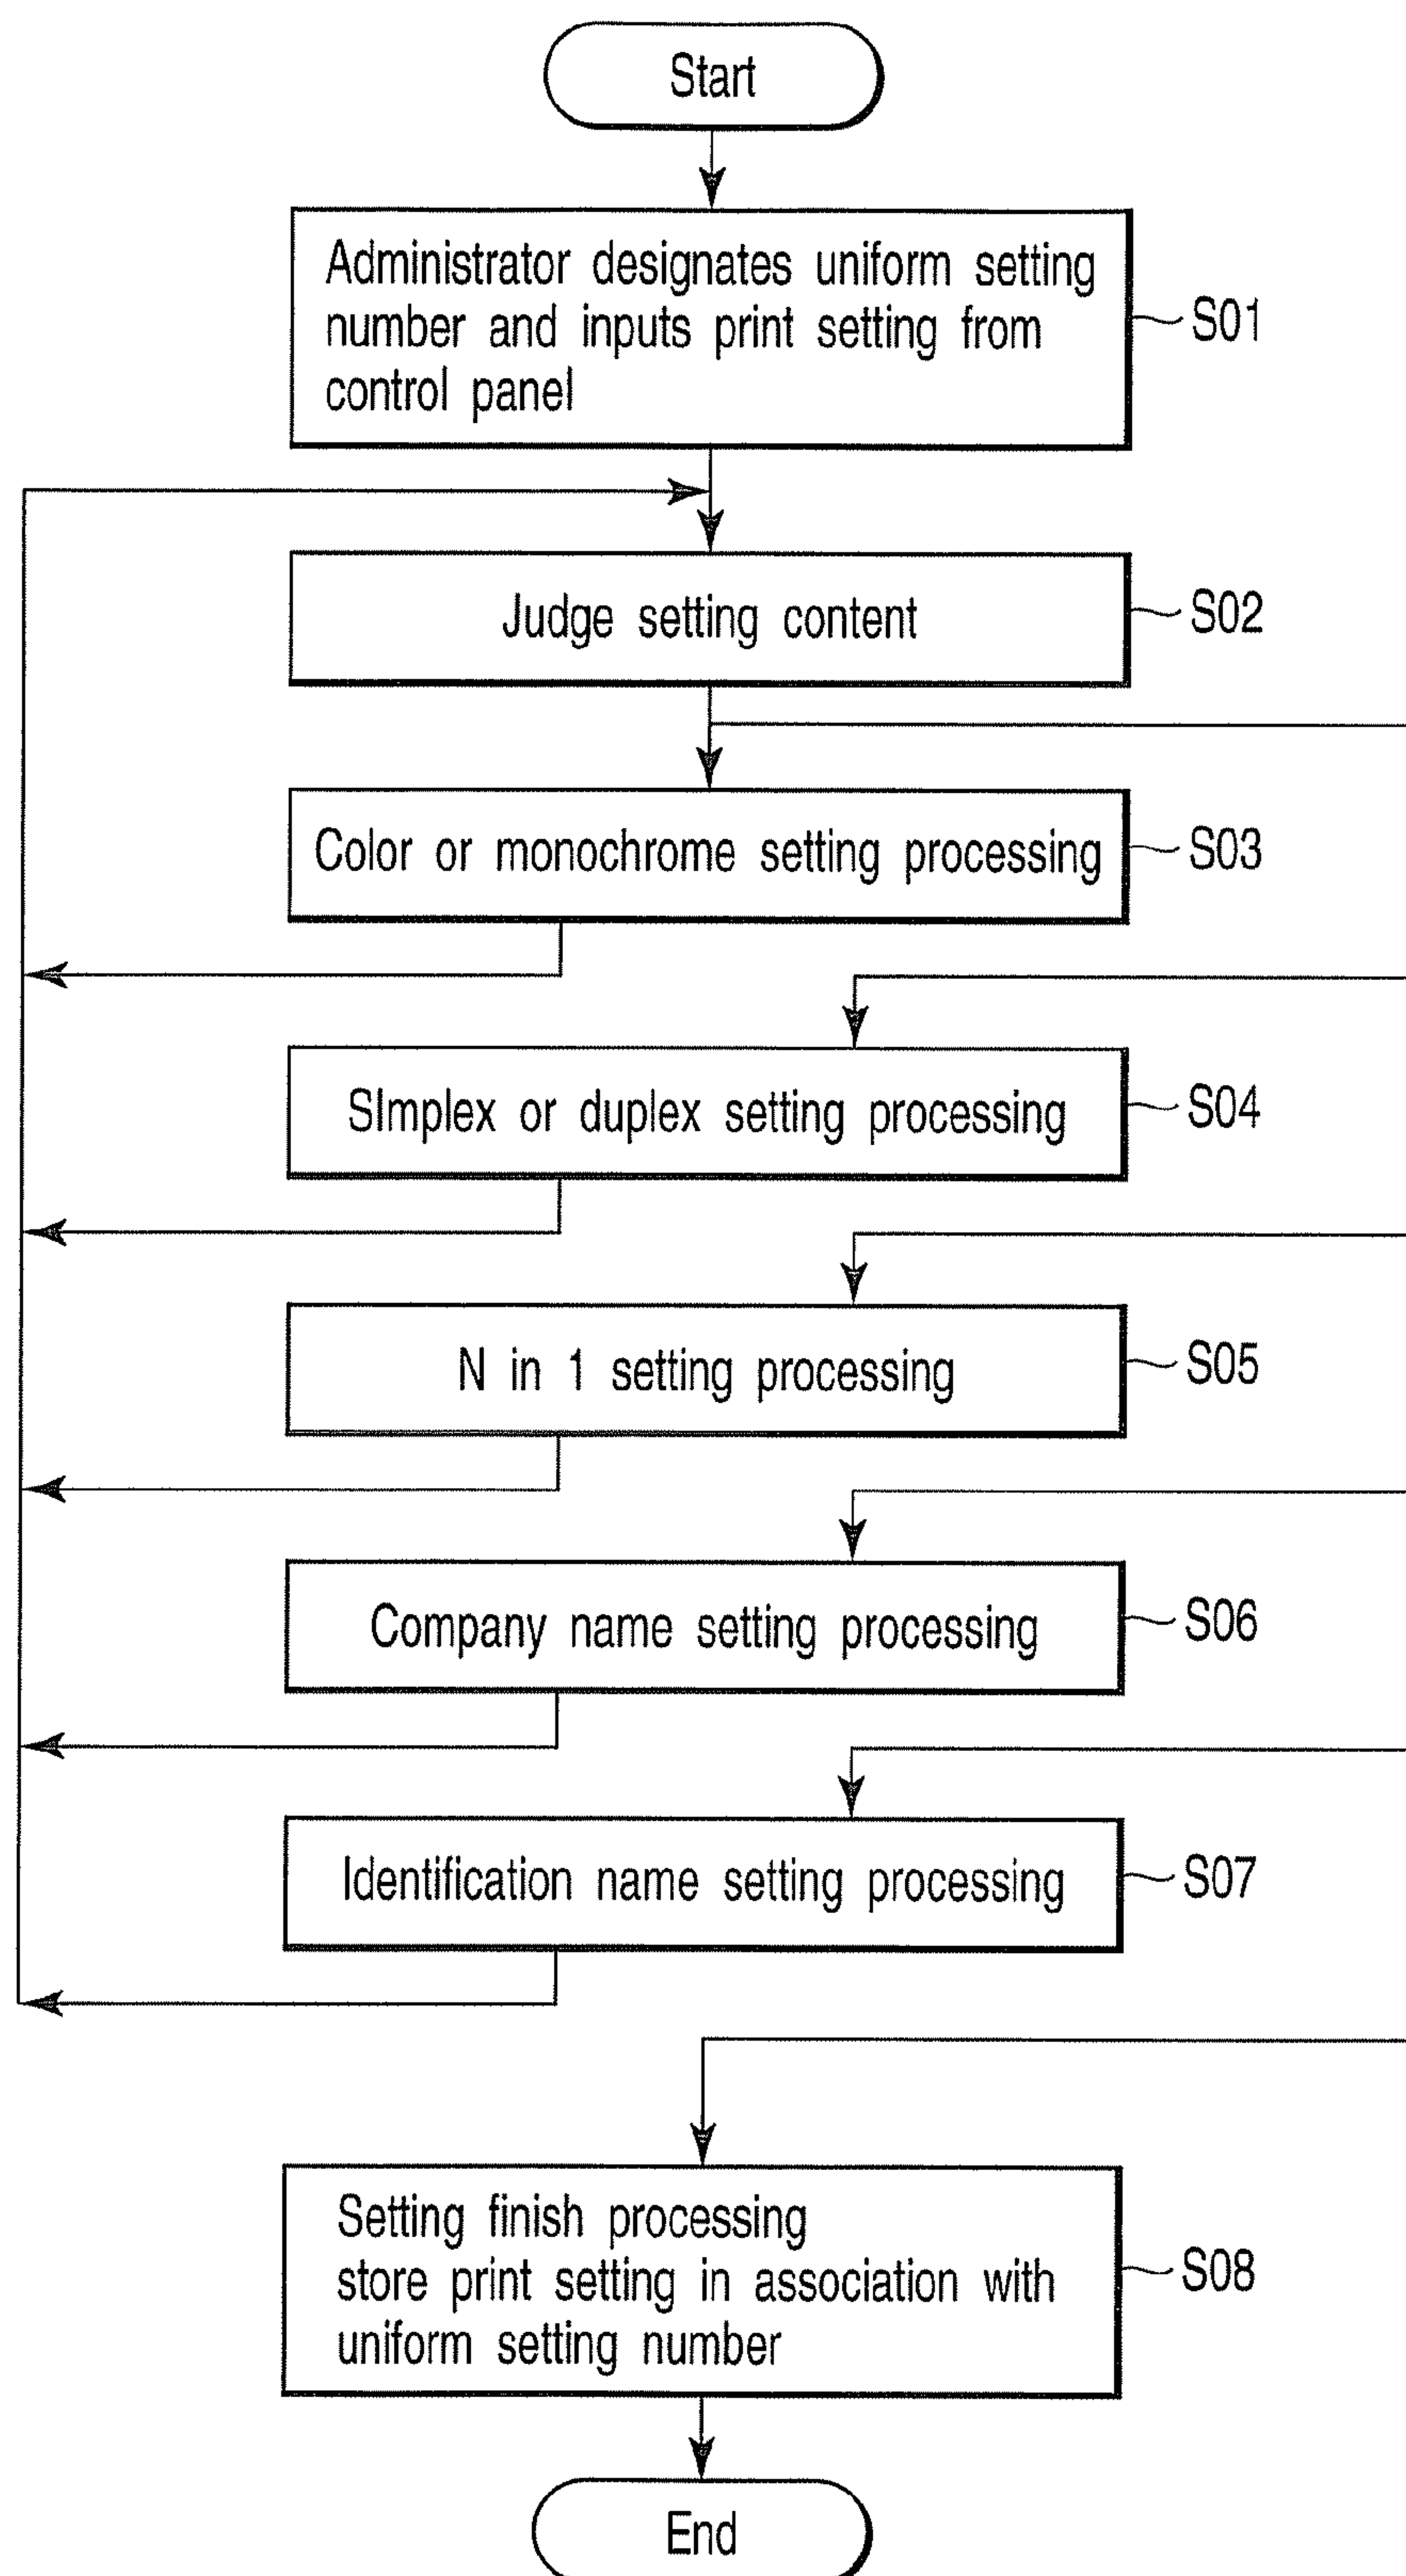 Start
Administrator designates uniform setting
number and inputs print setting from
control panel
S01
Judge setting content
S02
Color or monochrome setting processing
S03
SImplex or duplex setting processing
S04
N in 1 setting processing
S05
Company name setting processing
S06
Identification name setting processing
S07
Setting finish processing
store print setting in association with
uniform setting number
S08
End